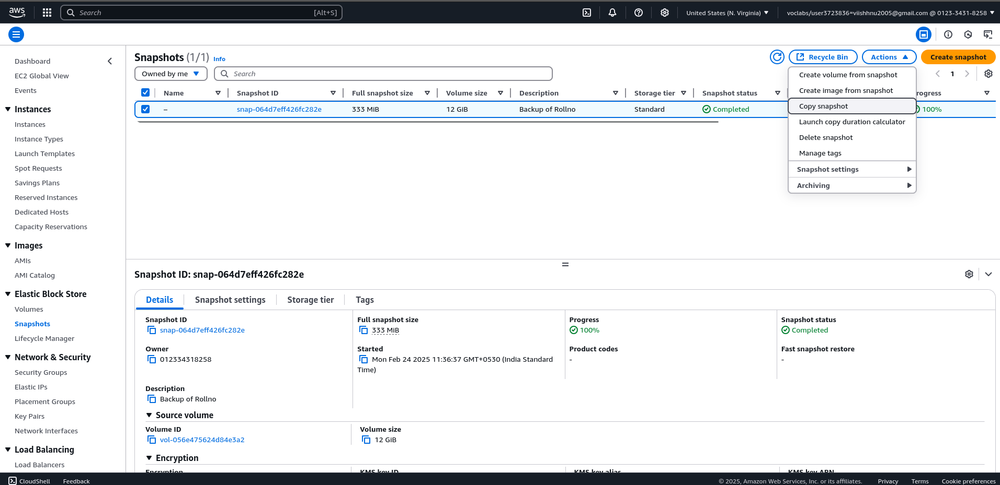 aws
Search [Alt+S]
United States (N. Virginia)
voclabs/user3723836=viishhnu2005@gmail.com @ 0123-3431-8258
Dashboard
EC2 Global View
Events
Instances
Instances
Instance Types
Launch Templates
Spot Requests
Savings Plans
Reserved Instances
Dedicated Hosts
Capacity Reservations
Images
AMIs
AMI Catalog
Elastic Block Store
Volumes
Snapshots
Lifecycle Manager
Network & Security
Security Groups
Elastic IPs
Placement Groups
Key Pairs
Network Interfaces
Load Balancing
Load Balancers
Snapshots (1/1) Info
Recycle Bin
Actions
Create snapshot
Owned by me
Search
1
Name Snapshot ID Full snapshot size Volume size Description Storage tier Snapshot status rogress
– snap-064d7eff426fc282e 333 MiB 12 GiB Backup of Rollno Standard Completed 100%
Create volume from snapshot
Create image from snapshot
Copy snapshot
Launch copy duration calculator
Delete snapshot
Manage tags
Snapshot settings
Archiving
Snapshot ID: snap-064d7eff426fc282e
Details Snapshot settings Storage tier Tags
Snapshot ID
snap-064d7eff426fc282e
Full snapshot size
333 MiB
Progress
100%
Snapshot status
Completed
Owner
012334318258
Started
Mon Feb 24 2025 11:36:37 GMT+0530 (India Standard
Time)
Product codes
-
Fast snapshot restore
-
Description
Backup of Rollno
Source volume
Volume ID
vol-056e475624d84e3a2
Volume size
12 GiB
Encryption
Encryption KMS key ID KMS key alias KMS key ARN
CloudShell Feedback © 2025, Amazon Web Services, Inc. or its affiliates. Privacy Terms Cookie preferences